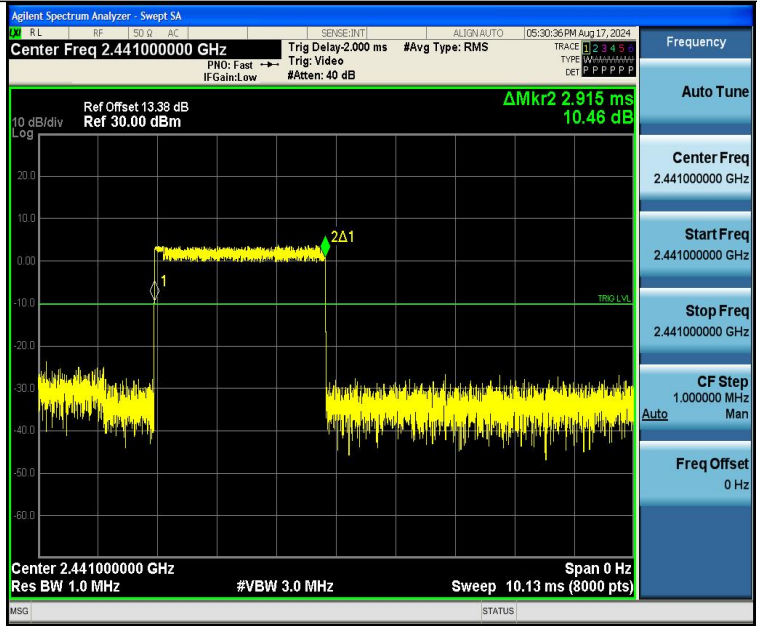 Agilent Spectrum Analyzer - Swept SA
LXI RL RF 50 Ω AC SENSE:INT ALIGN AUTO 05:30:36 PM Aug 17, 2024
Center Freq 2.441000000 GHz
PNO: Fast
IFGain:Low
Trig Delay-2.000 ms
Trig: Video
#Atten: 40 dB
#Avg Type: RMS
TRACE 1 2 3 4 5 6
TYPE W
DET P P P P P P
ΔMkr2 2.915 ms
10.46 dB
Ref Offset 13.38 dB
10 dB/div Ref 30.00 dBm
Log
20.0
10.0
0.00
-10.0
-20.0
-30.0
-40.0
-50.0
-60.0
2Δ1
1
TRIG LVL
Center 2.441000000 GHz Span 0 Hz
Res BW 1.0 MHz #VBW 3.0 MHz Sweep 10.13 ms (8000 pts)
MSG STATUS
Frequency
Auto Tune
Center Freq
2.441000000 GHz
Start Freq
2.441000000 GHz
Stop Freq
2.441000000 GHz
CF Step
1.000000 MHz
Auto Man
Freq Offset
0 Hz